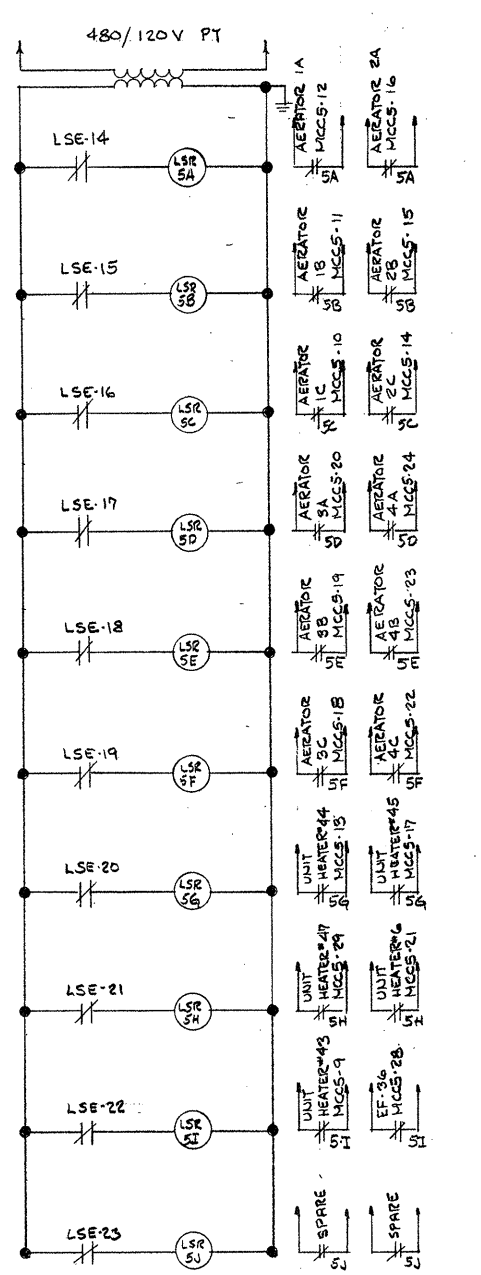 480/120V PT
LSE-14
LSR
5A
AERATOR 1A
MCC5-12
5A
AERATOR 2A
MCC5-16
5A
LSE-15
LSR
5B
AERATOR
1B
MCC5-11
5B
AERATOR
2B
MCC5-15
5B
LSE-16
LSR
5C
AERATOR
1C
MCC5-10
5C
AERATOR
2C
MCC5-14
5C
LSE-17
LSR
5D
AERATOR
3A
MCC5-20
5D
AERATOR
4A
MCC5-24
5D
LSE-18
LSR
5E
AERATOR
3B
MCC5-19
5E
AERATOR
4B
MCC5-23
5E
LSE-19
LSR
5F
AERATOR
3C
MCC5-18
5F
AERATOR
4C
MCC5-22
5F
LSE-20
LSR
5G
UNIT
HEATER#44
MCC5-13
5G
UNIT
HEATER#45
MCC5-17
5G
LSE-21
LSR
5H
UNIT
HEATER#47
MCC5-29
5H
UNIT
HEATER#6
MCC5-21
5H
LSE-22
LSR
5I
UNIT
HEATER#43
MCC5-9
5I
EF-36
MCC5-28
5I
LSE-23
LSR
5J
SPARE
5J
SPARE
5J